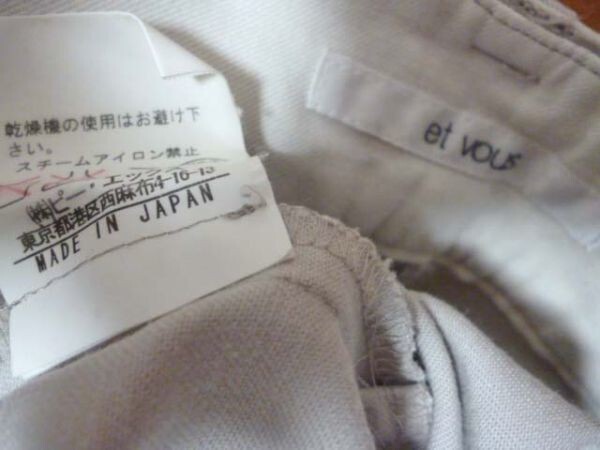 乾燥機の使用はお避け下
さい。
スチームアイロン禁止
東京都港区西麻布4-16-13
MADE IN JAPAN
et vous